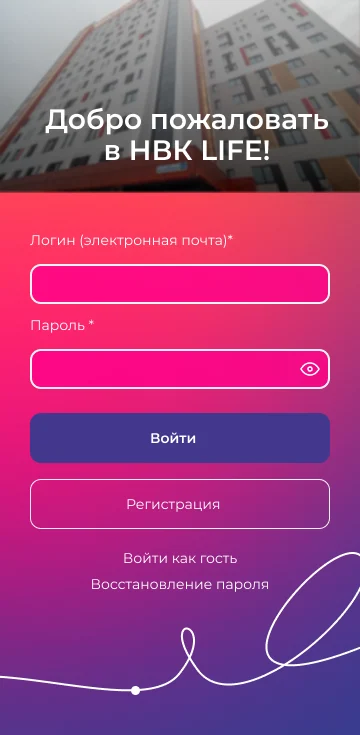 Добро пожаловать
в НВК LIFE!
Логин (электронная почта)*
Пароль *
Войти
Регистрация
Войти как гость
Восстановление пароля